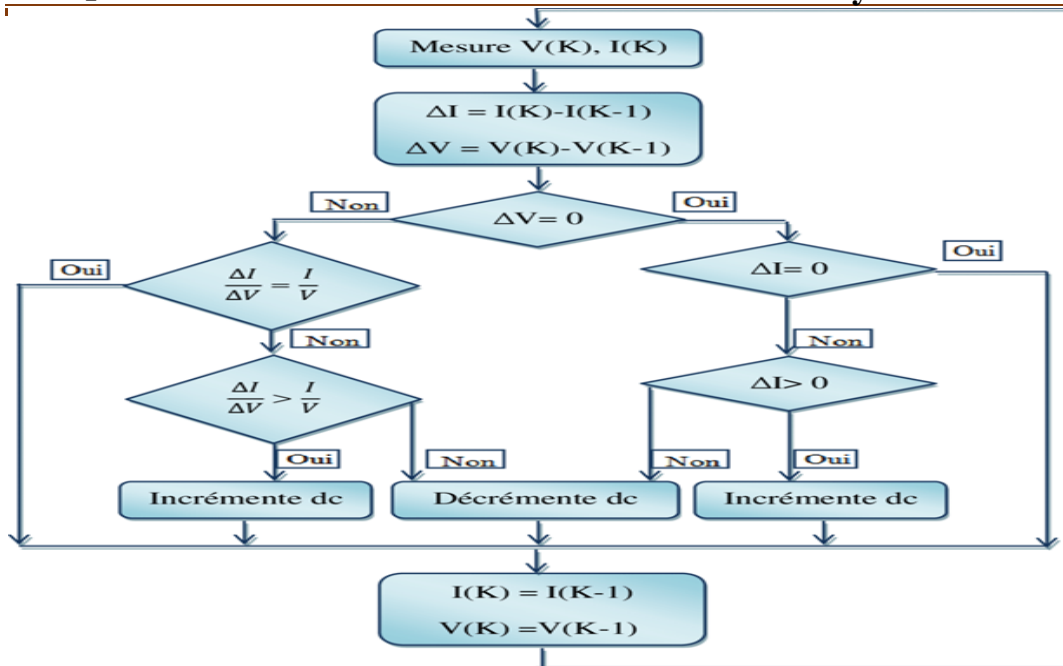 Mesure V(K), I(K)
ΔI = I(K)-I(K-1)
ΔV = V(K)-V(K-1)
Non
ΔV= 0
Oui
Oui
ΔI/ΔV = I/V
ΔI= 0
Oui
Non
Non
ΔI/ΔV > I/V
ΔI> 0
Oui
Non
Non
Oui
Incrémente dc
Décrémente dc
Incrémente dc
I(K) = I(K-1)
V(K) =V(K-1)